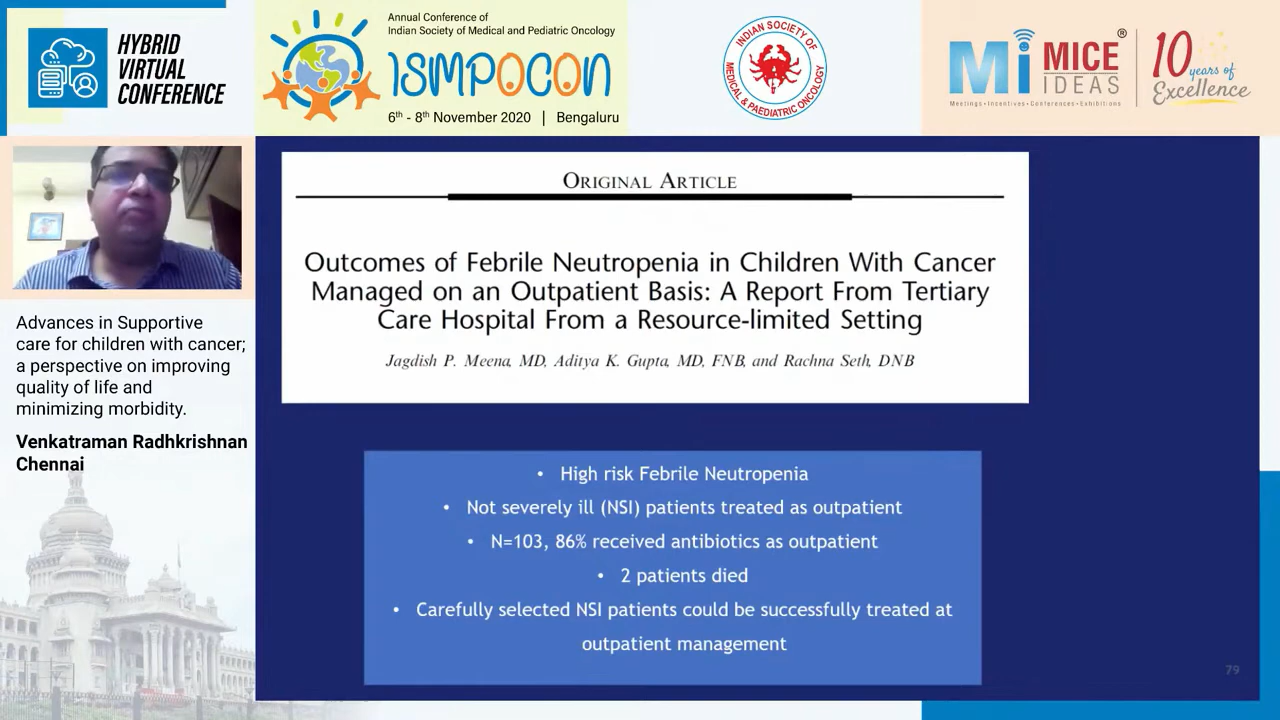 HYBRID
VIRTUAL
CONFERENCE
Annual Conference of
Indian Society of Medical and Pediatric Oncology
ISMPOCON
6th - 8th November 2020 | Bengaluru
INDIAN SOCIETY OF
MEDICAL & PAEDIATRIC ONCOLOGY
Mi MICE®
IDEAS
Meetings•Incentives•Conferences•Exhibitions
10 years of
Excellence
Advances in Supportive
care for children with cancer;
a perspective on improving
quality of life and
minimizing morbidity.
Venkatraman Radhkrishnan
Chennai
ORIGINAL ARTICLE
Outcomes of Febrile Neutropenia in Children With Cancer
Managed on an Outpatient Basis: A Report From Tertiary
Care Hospital From a Resource-limited Setting
Jagdish P. Meena, MD, Aditya K. Gupta, MD, FNB, and Rachna Seth, DNB
• High risk Febrile Neutropenia
• Not severely ill (NSI) patients treated as outpatient
• N=103, 86% received antibiotics as outpatient
• 2 patients died
• Carefully selected NSI patients could be successfully treated at
outpatient management
79